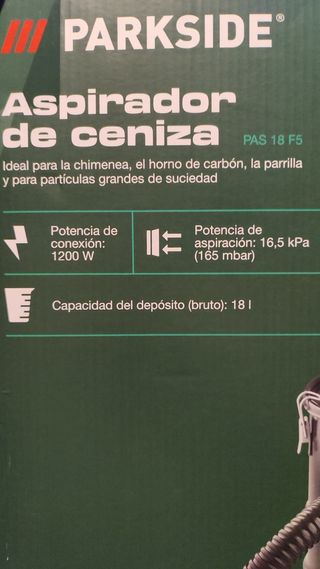 PARKSIDE®
Aspirador
de ceniza PAS 18 F5
Ideal para la chimenea, el horno de carbón, la parrilla
y para partículas grandes de suciedad
Potencia de
conexión:
1200 W
Potencia de
aspiración: 16,5 kPa
(165 mbar)
Capacidad del depósito (bruto): 18 l